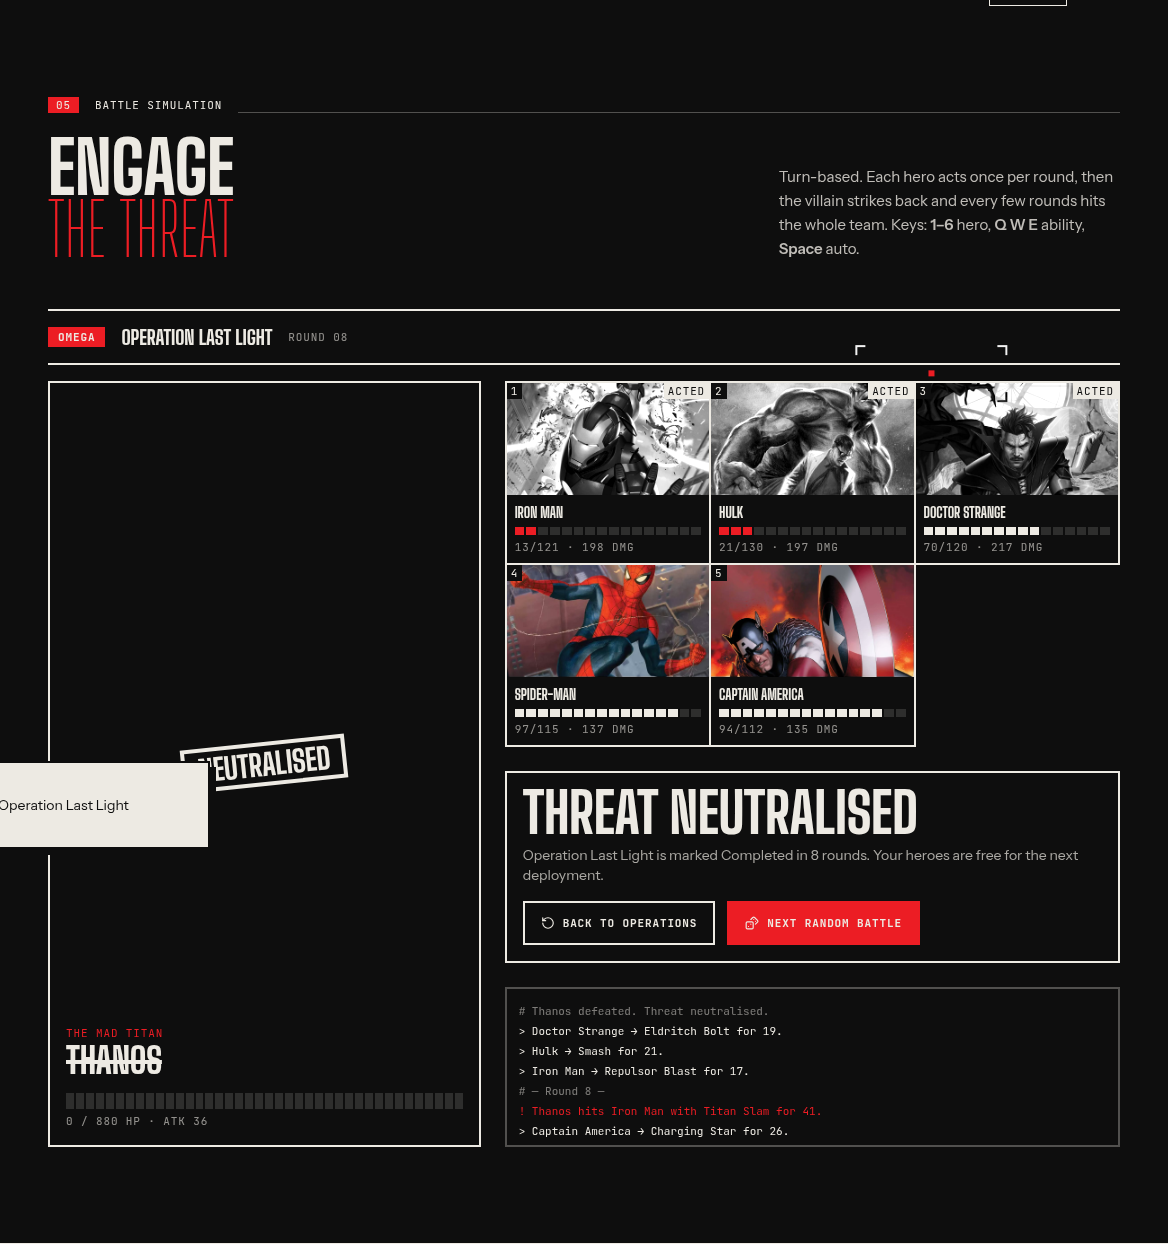 05 BATTLE SIMULATION
ENGAGE
THE THREAT
Turn-based. Each hero acts once per round, then
the villain strikes back and every few rounds hits
the whole team. Keys: 1–6 hero, Q W E ability,
Space auto.
OMEGA OPERATION LAST LIGHT ROUND 08
NEUTRALISED
Operation Last Light
THE MAD TITAN
THANOS
0 / 880 HP · ATK 36
1 ACTED
IRON MAN
13/121 · 198 DMG
2 ACTED
HULK
21/130 · 197 DMG
3 ACTED
DOCTOR STRANGE
70/120 · 217 DMG
4
SPIDER-MAN
97/115 · 137 DMG
5
CAPTAIN AMERICA
94/112 · 135 DMG
THREAT NEUTRALISED
Operation Last Light is marked Completed in 8 rounds. Your heroes are free for the next
deployment.
BACK TO OPERATIONS
NEXT RANDOM BATTLE
# Thanos defeated. Threat neutralised.
> Doctor Strange → Eldritch Bolt for 19.
> Hulk → Smash for 21.
> Iron Man → Repulsor Blast for 17.
# — Round 8 —
! Thanos hits Iron Man with Titan Slam for 41.
> Captain America → Charging Star for 26.